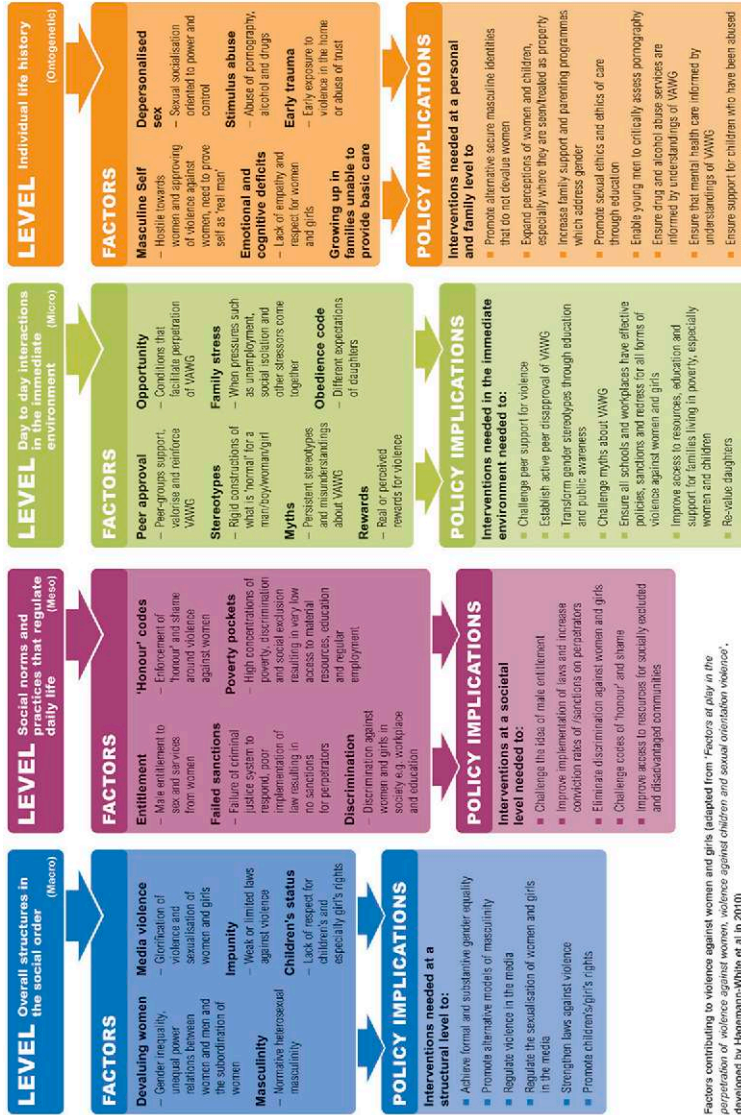 LEVEL Overall structures in
the social order
(Macro)
FACTORS
Devaluing women
– Gender inequality,
unequal power
relations between
women and men and
the subordination of
women
Masculinity
– Normative heterosexual
masculinity
Media violence
– Glorification of
violence and
sexualisation of
women and girls
Impunity
– Weak or limited laws
against violence
Children's status
– Lack of respect for
children's and
especially girl's rights
POLICY IMPLICATIONS
Interventions needed at a
structural level to:
■ Achieve formal and substantive gender equality
■ Promote alternative models of masculinity
■ Regulate violence in the media
■ Regulate the sexualisation of women and girls
in the media
■ Strengthen laws against violence
■ Promote children's/girl's rights
LEVEL Social norms and
practices that regulate
daily life
(Meso)
FACTORS
Entitlement
– Male entitlement to
sex and services
from women
Failed sanctions
– Failure of criminal
justice system to
respond, poor
implementation of
law resulting in
no sanctions
for perpetrators
Discrimination
– Discrimination against
women and girls in
society e.g. workplace
and education
'Honour' codes
– Enforcement of
'honour' and shame
around violence
against women
Poverty pockets
– High concentrations of
poverty, discrimination
and social exclusion
resulting in very low
access to material
resources, education
and regular
employment
POLICY IMPLICATIONS
Interventions at a societal
level needed to:
■ Challenge the idea of male entitlement
■ Improve implementation of laws and increase
conviction rates of /sanctions on perpetrators
■ Eliminate discrimination against women and girls
■ Challenge codes of 'honour' and shame
■ Improve access to resources for socially excluded
and disadvantaged communities
LEVEL Day to day interactions
in the immediate
environment
(Micro)
FACTORS
Peer approval
– Peer-groups support,
valorise and reinforce
VAWG
Stereotypes
– Rigid constructions of
what is 'normal' for a
man/boy/woman/girl
Myths
– Persistent stereotypes
and misunderstandings
about VAWG
Rewards
– Real or perceived
rewards for violence
Opportunity
– Conditions that
facilitate perpetration
of VAWG
Family stress
– When pressures such
as unemployment,
social isolation and
other stressors come
together
Obedience code
– Different expectations
of daughters
POLICY IMPLICATIONS
Interventions needed in the immediate
environment needed to:
■ Challenge peer support for violence
■ Establish active peer disapproval of VAWG
■ Transform gender stereotypes through education
and public awareness
■ Challenge myths about VAWG
■ Ensure all schools and workplaces have effective
policies, sanctions and redress for all forms of
violence against women and girls
■ Improve access to resources, education and
support for families living in poverty, especially
women and children
■ Re-value daughters
LEVEL Individual life history
(Ontogenetic)
FACTORS
Masculine Self
– Hostile towards
women and approving
of violence against
women, need to prove
self as 'real man'
Emotional and
cognitive deficits
– Lack of empathy and
respect for women
and girls
Growing up in
families unable to
provide basic care
Depersonalised
sex
– Sexual socialisation
oriented to power and
control
Stimulus abuse
– Abuse of pornography,
alcohol and drugs
Early trauma
– Early exposure to
violence in the home
or abuse of trust
POLICY IMPLICATIONS
Interventions needed at a personal
and family level to
■ Promote alternative secure masculine identities
that do not devalue women
■ Expand perceptions of women and children,
especially where they are seen/treated as property
■ Increase family support and parenting programmes
which address gender
■ Promote sexual ethics and ethics of care
through education
■ Enable young men to critically assess pornography
■ Ensure drug and alcohol abuse services are
informed by understandings of VAWG
■ Ensure that mental health care informed by
understandings of VAWG
■ Ensure support for children who have been abused
Factors contributing to violence against women and girls (adapted from 'Factors at play in the
perpetration of violence against women, violence against children and sexual orientation violence',
developed by Hagemann-White et al in 2010)